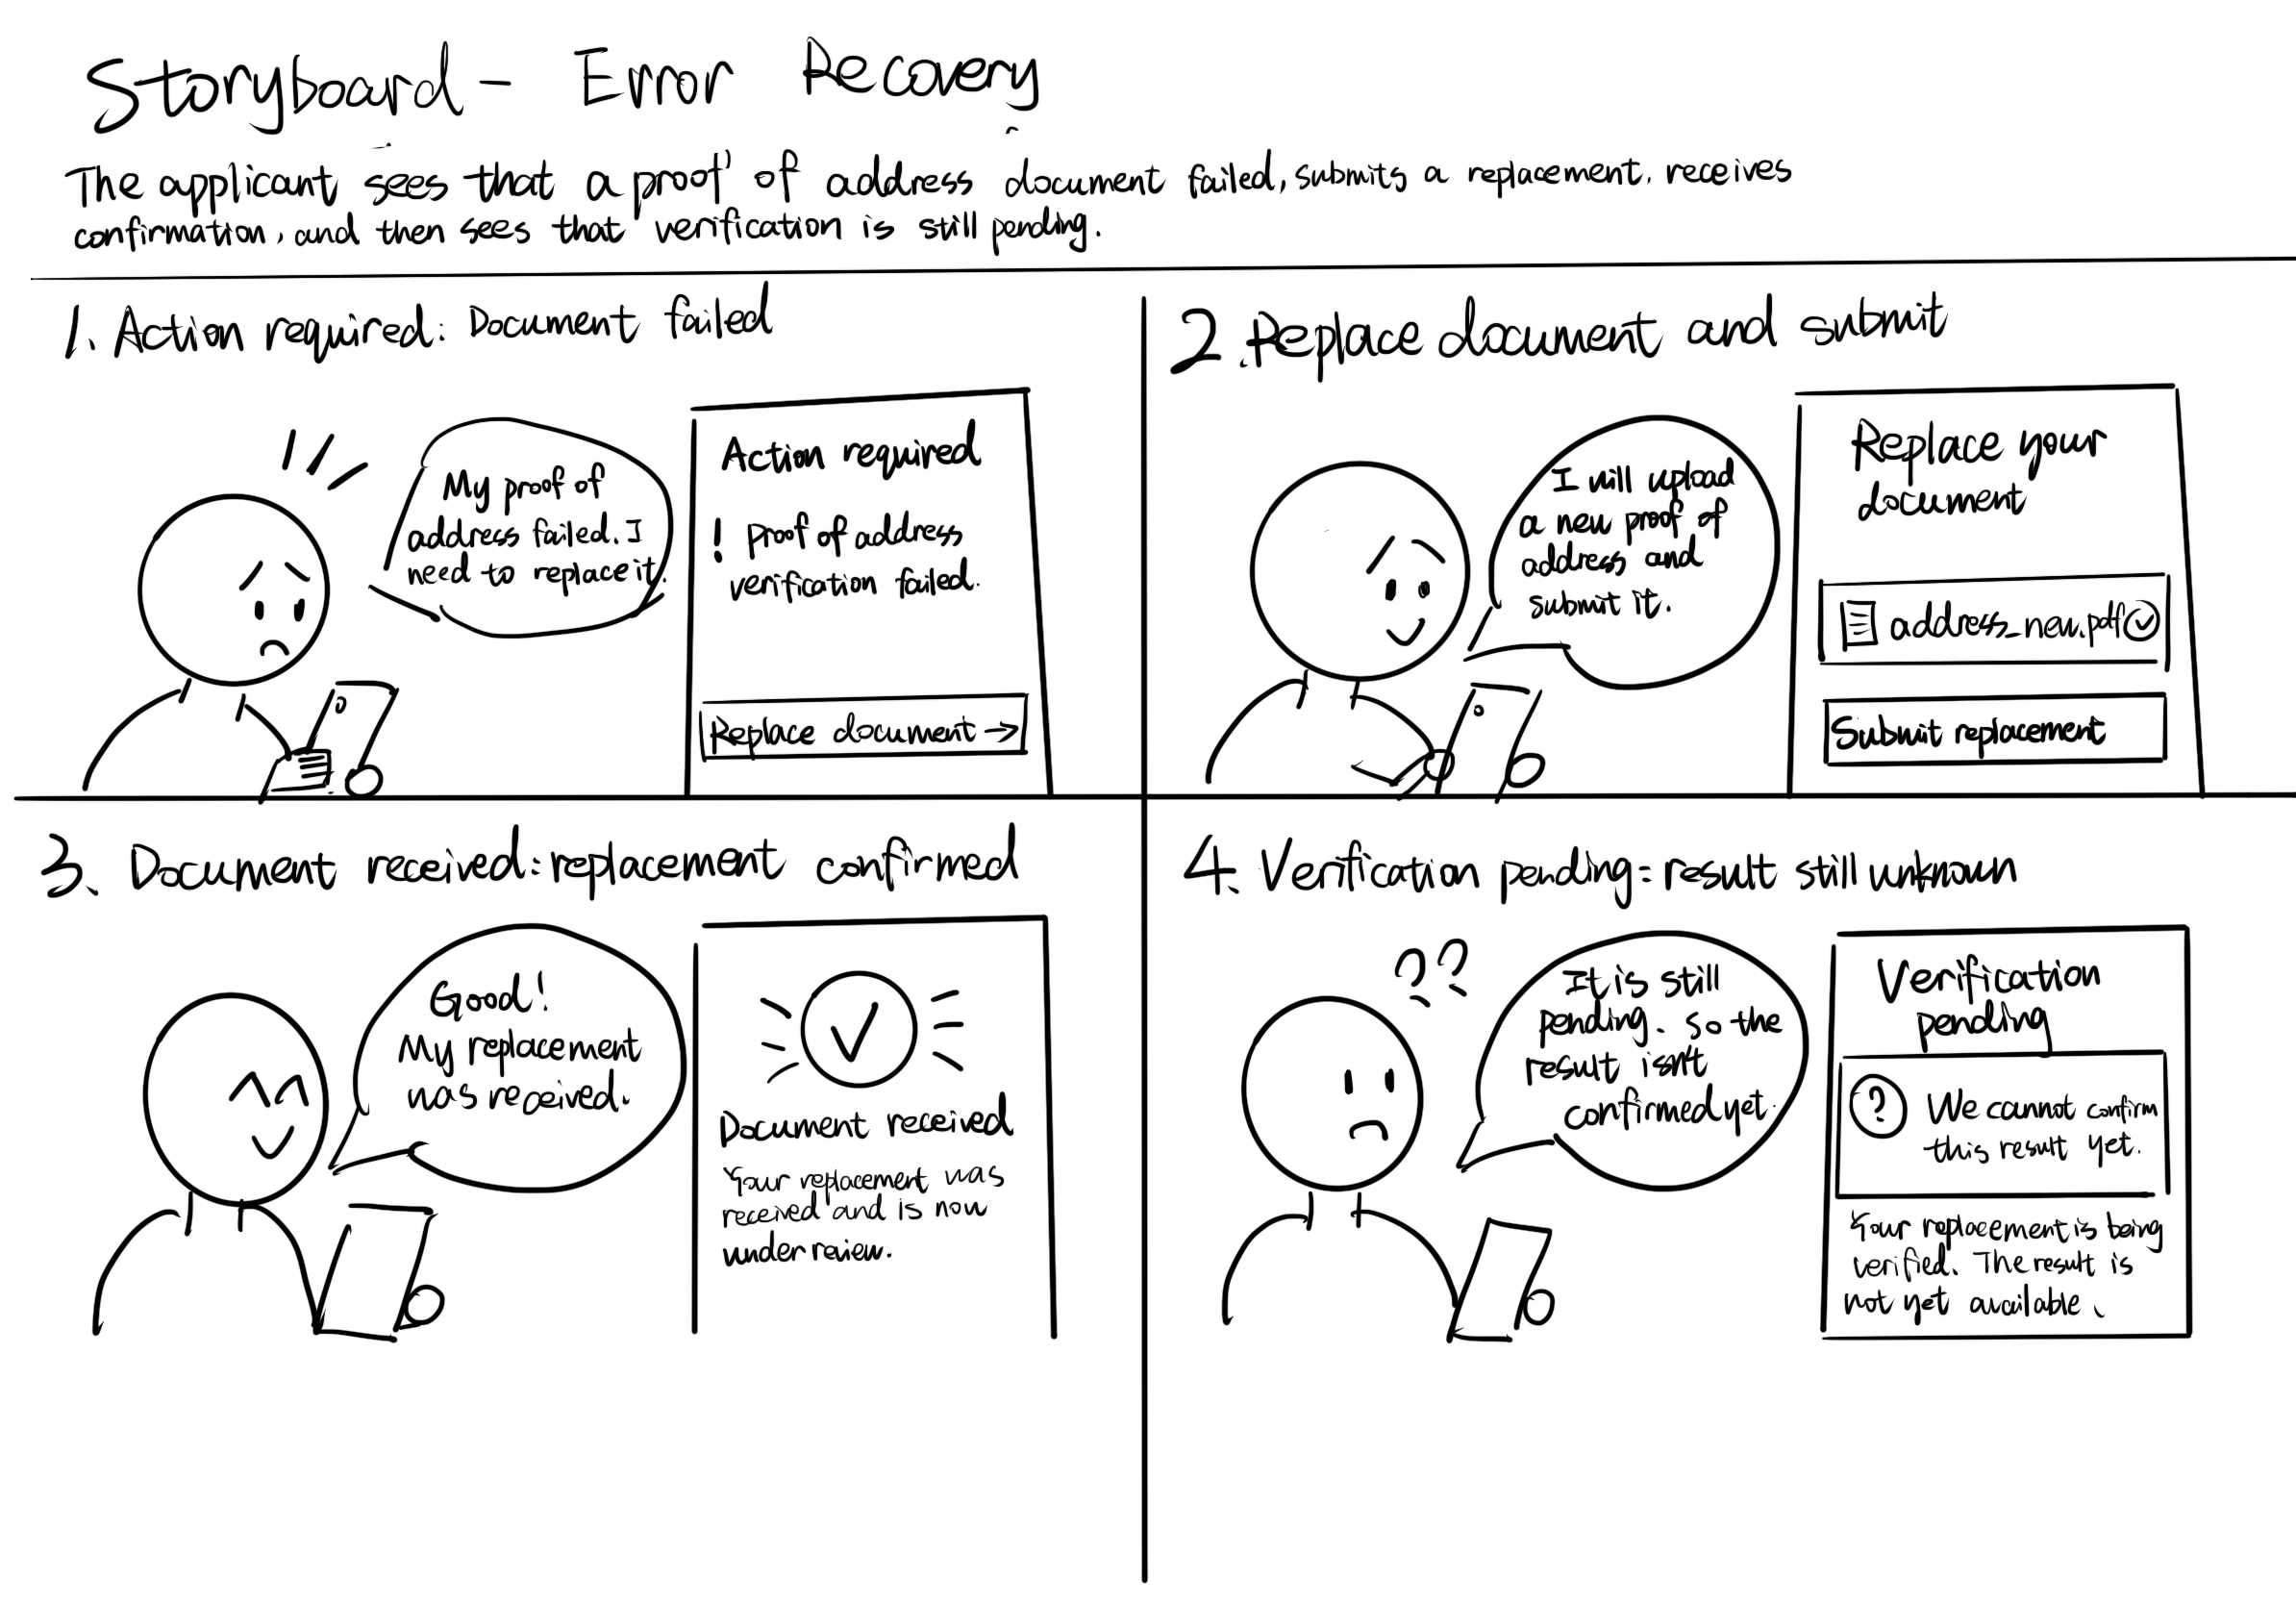 Storyboard - Error Recovery
The applicant sees that a proof of address document failed, submits a replacement, receives
confirmation, and then sees that verification is still pending.
1. Action required: Document failed
My proof of
address failed. I
need to replace it.
Action required
! Proof of address
verification failed.
Replace document →
2. Replace document and submit
I will upload
a new proof of
address and
submit it.
Replace your
document
address_new.pdf
Submit replacement
3. Document received: replacement confirmed
Good!
My replacement
was received.
Document received
Your replacement was
received and is now
under review.
4. Verification pending: result still unknown
??
It is still
pending. so the
result isn't
confirmed yet.
Verification
pending
? We cannot confirm
this result yet.
Your replacement is being
verified. The result is
not yet available.